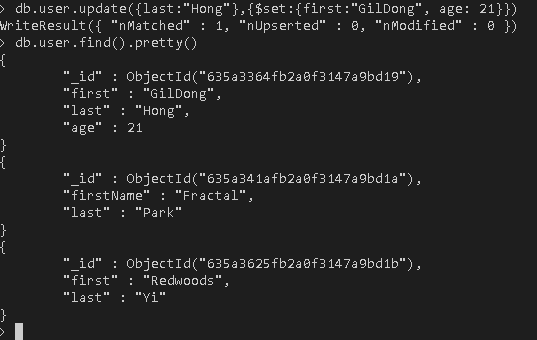 > db.user.update({last:"Hong"},{$set:{first:"GilDong", age: 21}})
WriteResult({ "nMatched" : 1, "nUpserted" : 0, "nModified" : 0 })
> db.user.find().pretty()
{
"_id" : ObjectId("635a3364fb2a0f3147a9bd19"),
"first" : "GilDong",
"last" : "Hong",
"age" : 21
}
{
"_id" : ObjectId("635a341afb2a0f3147a9bd1a"),
"firstName" : "Fractal",
"last" : "Park"
}
{
"_id" : ObjectId("635a3625fb2a0f3147a9bd1b"),
"first" : "Redwoods",
"last" : "Yi"
}
>